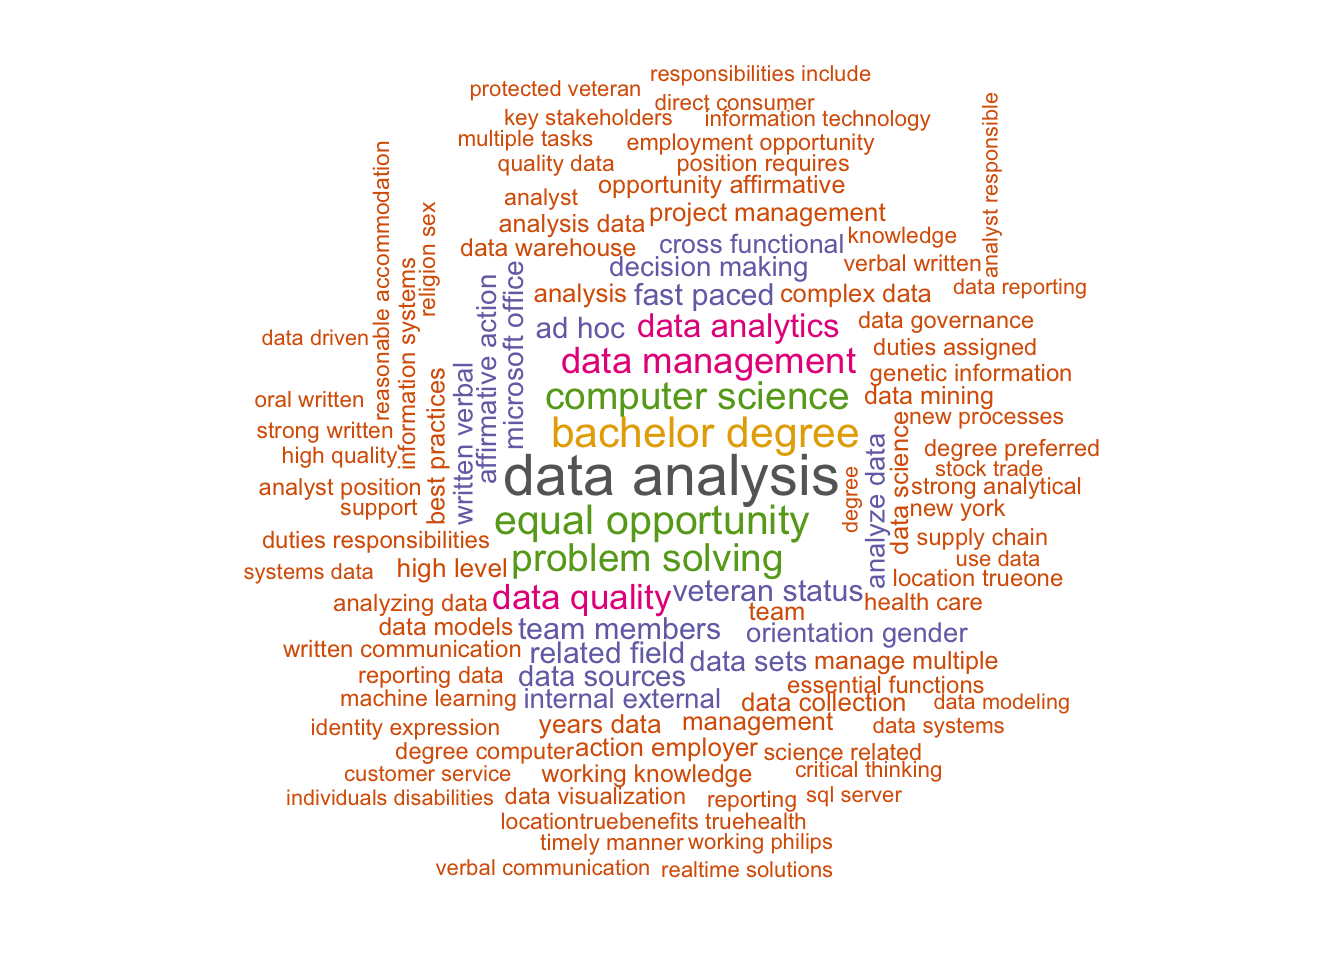 responsibilities include
protected veteran
direct consumer
key stakeholders
information technology
multiple tasks
employment opportunity
quality data
position requires
opportunity affirmative
analyst
project management
analysis data
data warehouse
cross functional
knowledge
analyst responsible
reasonable accommodation
religion sex
information systems
decision making
verbal written
data reporting
analysis
fast paced
complex data
microsoft office
affirmative action
ad hoc
data analytics
data governance
data driven
duties assigned
data management
genetic information
written verbal
best practices
oral written
computer science
data mining
new processes
strong written
bachelor degree
data science
analyze data
degree preferred
high quality
stock trade
data analysis
degree
analyst position
strong analytical
support
new york
equal opportunity
duties responsibilities
supply chain
problem solving
use data
systems data
high level
location trueone
veteran status
data quality
analyzing data
health care
team
data models
team members
orientation gender
written communication
related field
data sets
manage multiple
reporting data
data sources
essential functions
machine learning
internal external
data collection
data modeling
identity expression
years data
management
data systems
degree computer
action employer
science related
customer service
working knowledge
critical thinking
individuals disabilities
data visualization
reporting
sql server
locationtruebenefits truehealth
timely manner
working philips
verbal communication
realtime solutions